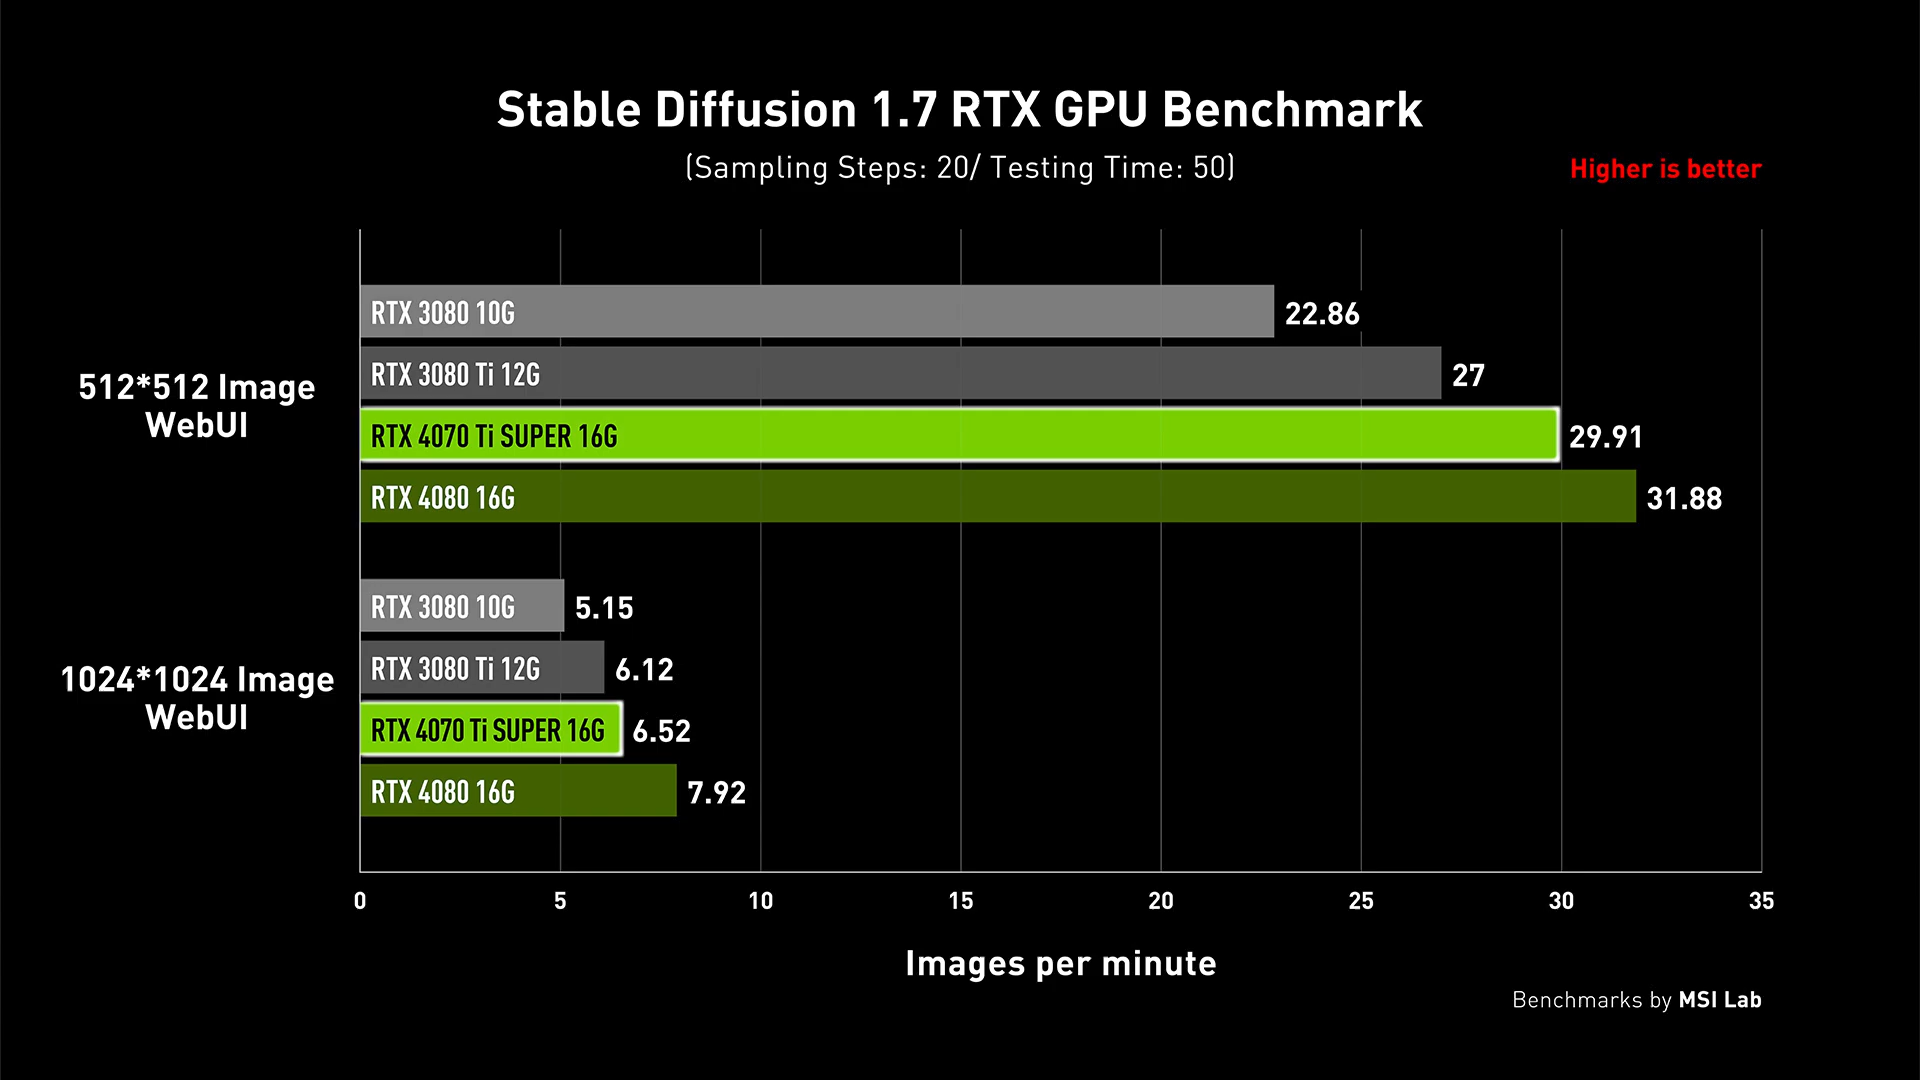 Stable Diffusion 1.7 RTX GPU Benchmark
(Sampling Steps: 20/ Testing Time: 50)
Higher is better
512*512 Image
WebUI
RTX 3080 10G 22.86
RTX 3080 Ti 12G 27
RTX 4070 Ti SUPER 16G 29.91
RTX 4080 16G 31.88
1024*1024 Image
WebUI
RTX 3080 10G 5.15
RTX 3080 Ti 12G 6.12
RTX 4070 Ti SUPER 16G 6.52
RTX 4080 16G 7.92
0 5 10 15 20 25 30 35
Images per minute
Benchmarks by MSI Lab